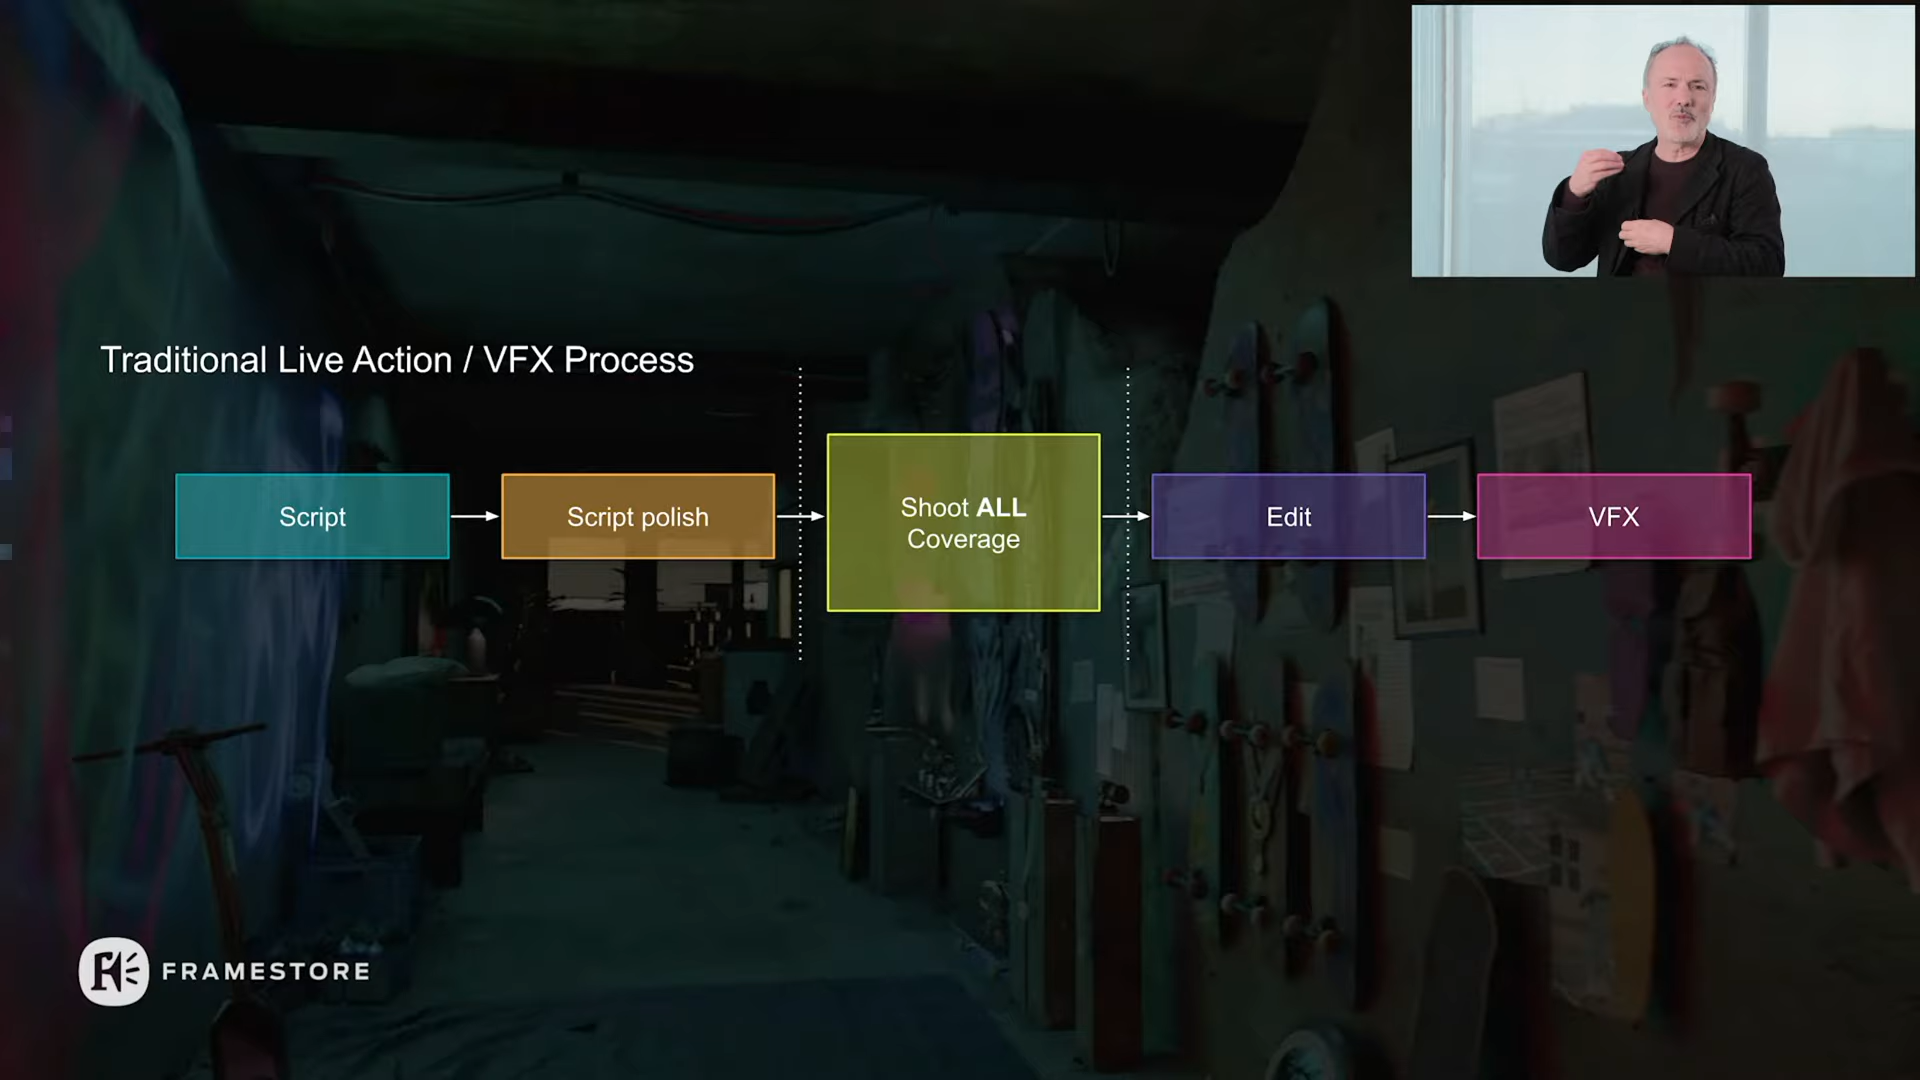 Traditional Live Action / VFX Process
Script
Script polish
Shoot ALL
Coverage
Edit
VFX
FRAMESTORE